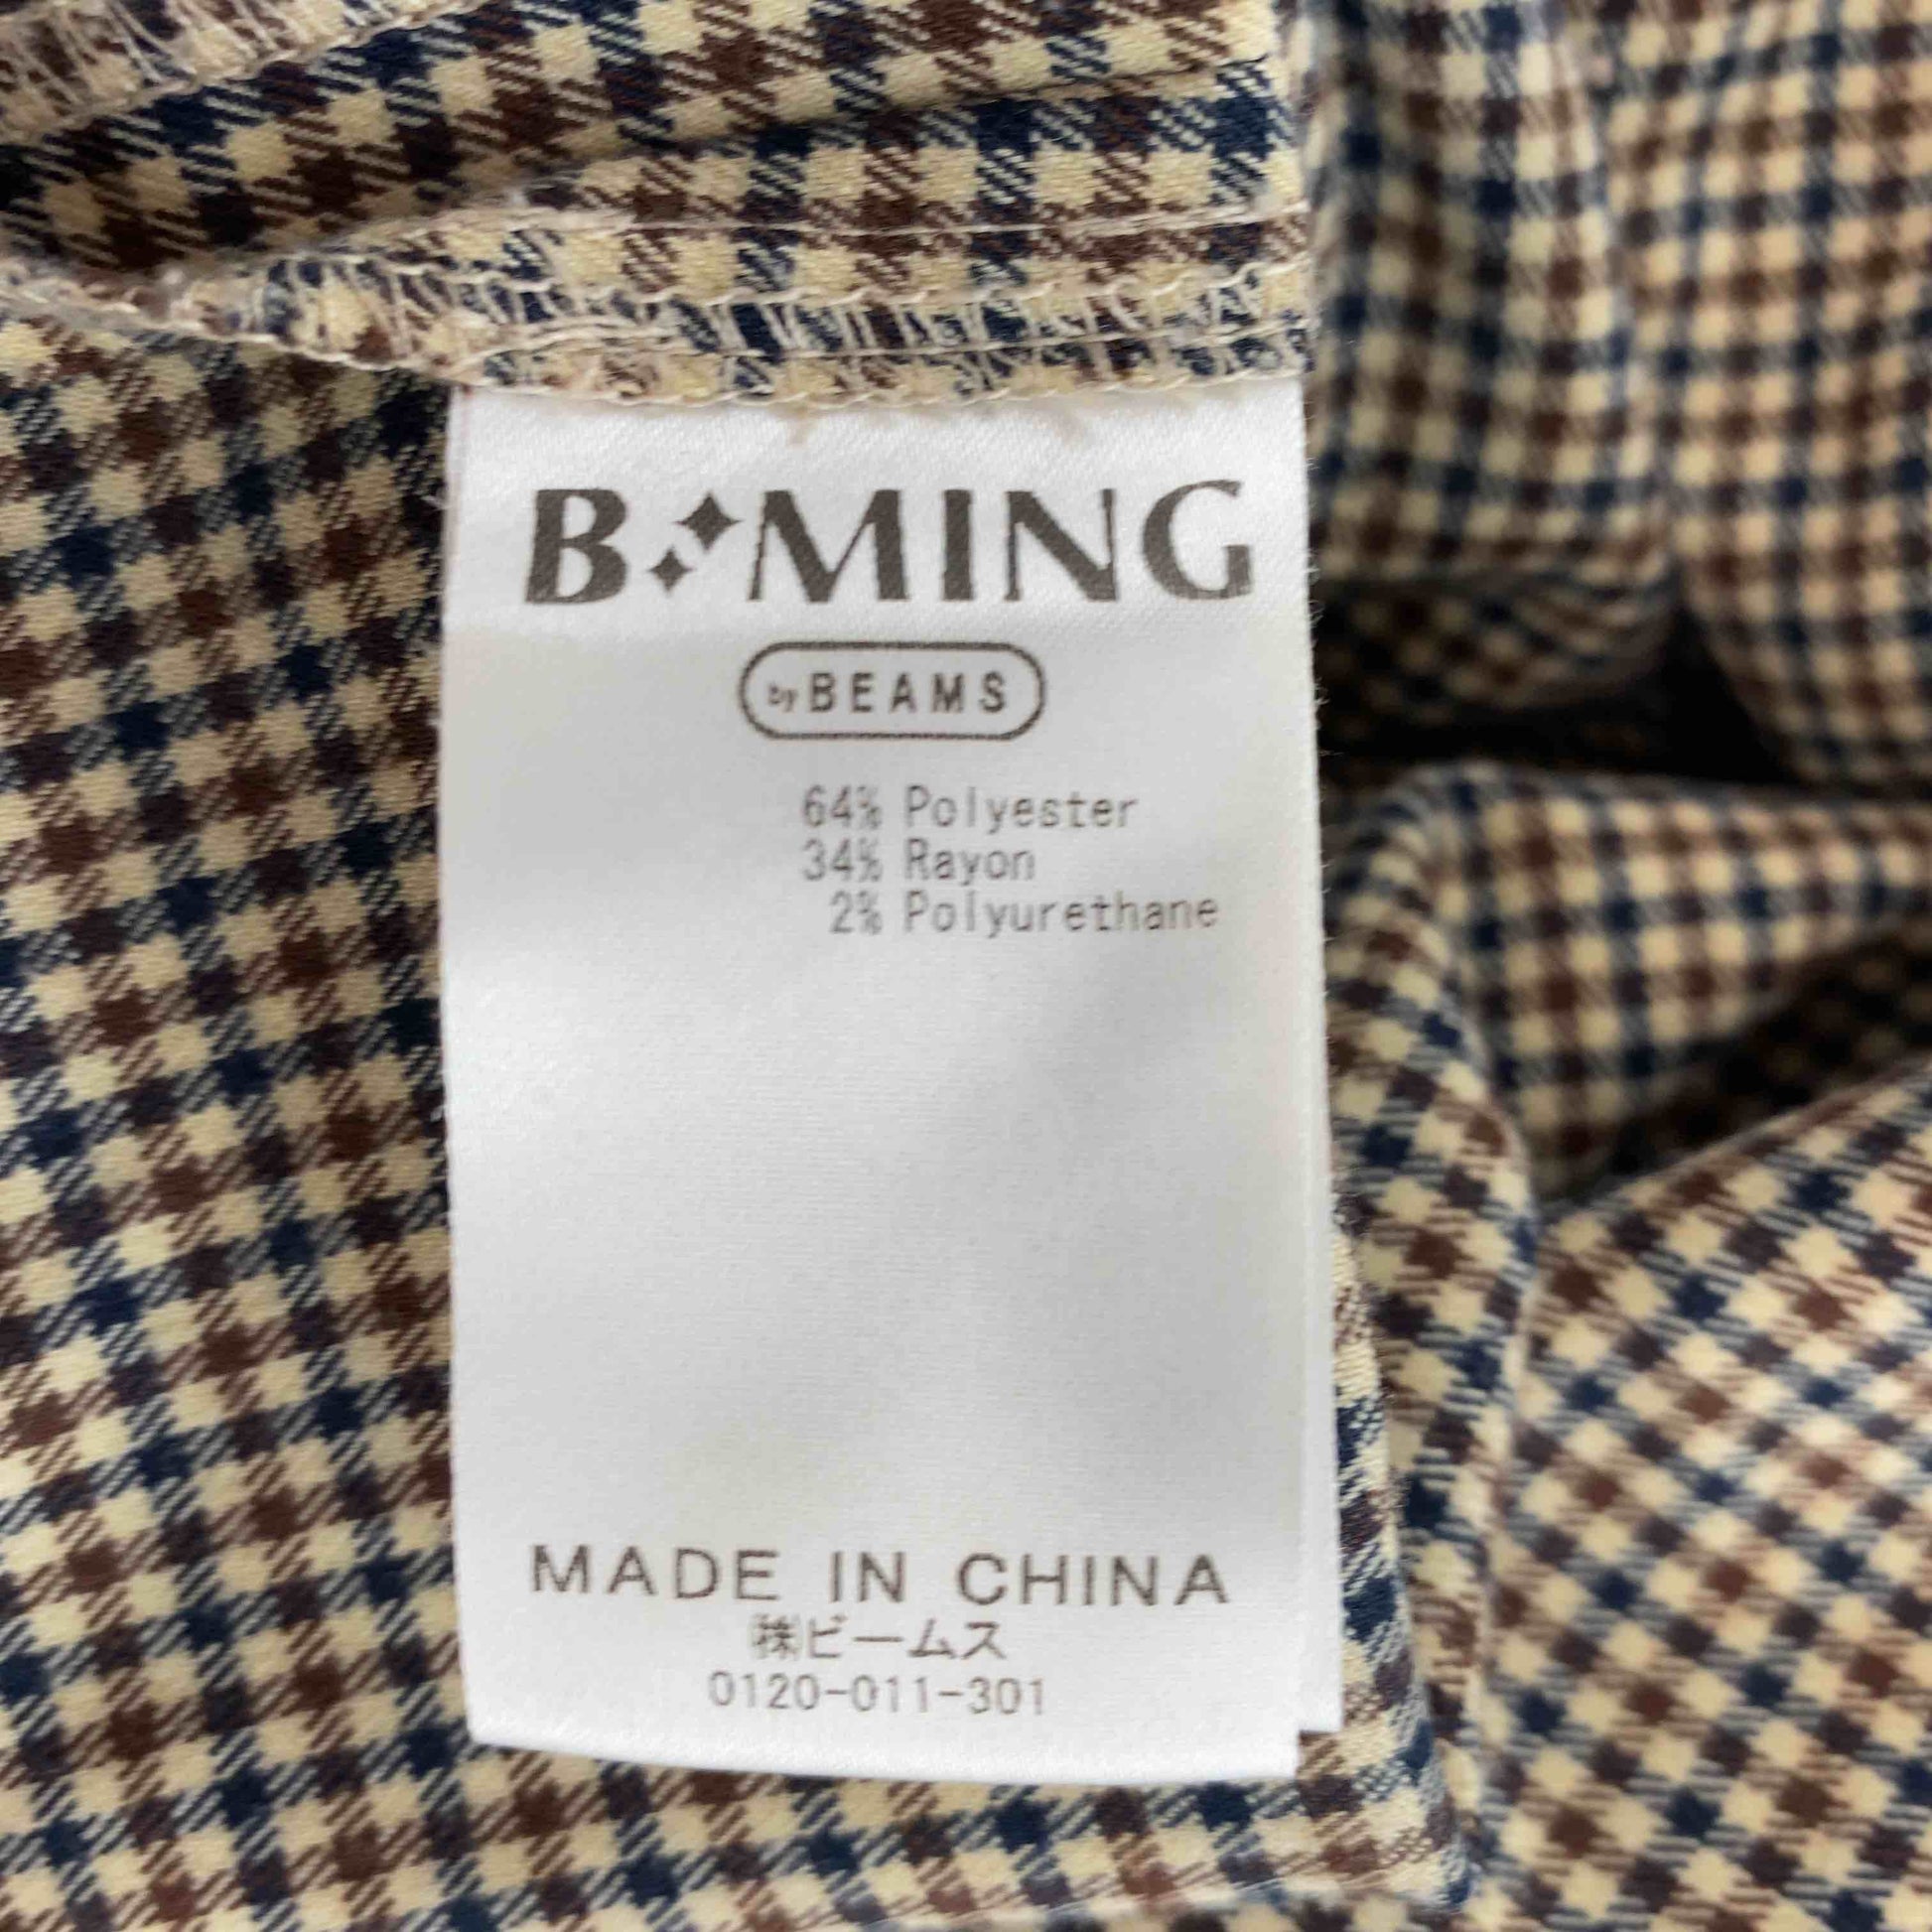 B MING
by BEAMS
64% Polyester
34% Rayon
2% Polyurethane
MADE IN CHINA
㈱ビームス
0120-011-301